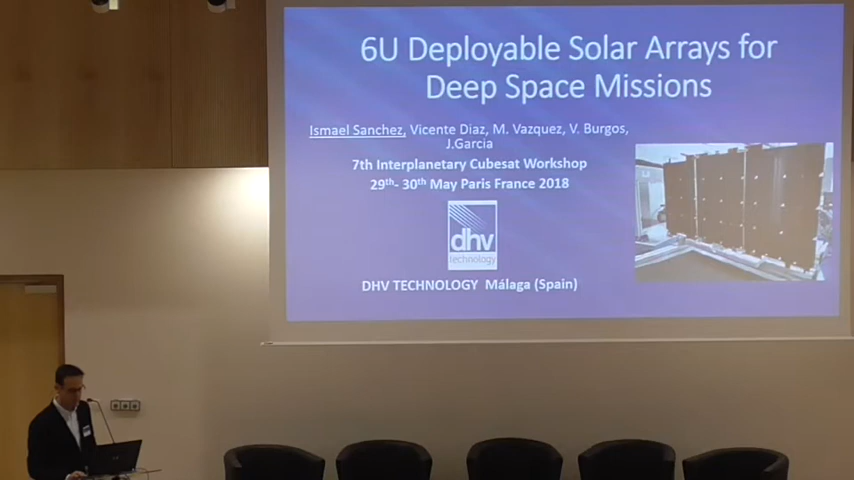 6U Deployable Solar Arrays for
Deep Space Missions
Ismael Sanchez, Vicente Diaz, M. Vazquez, V. Burgos,
J.Garcia
7th Interplanetary Cubesat Workshop
29th- 30th May Paris France 2018
dhv
technology
DHV TECHNOLOGY Málaga (Spain)